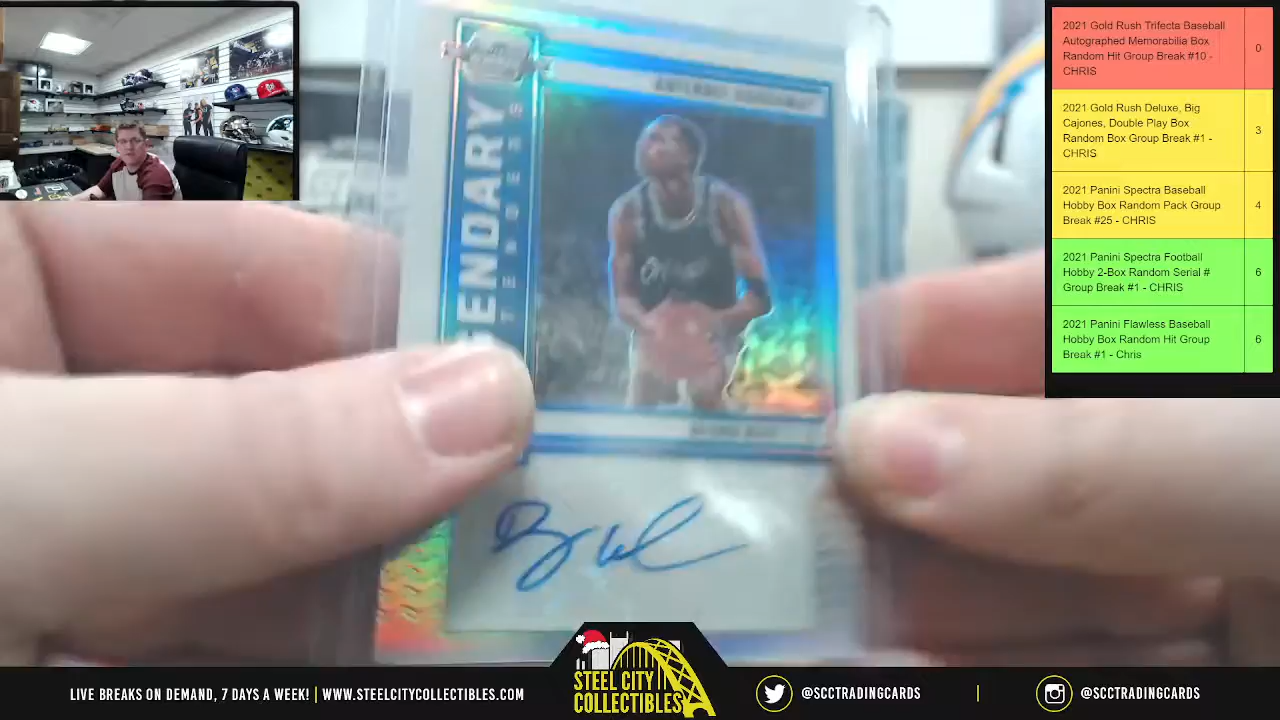 2021 Gold Rush Trifecta Baseball
Autographed Memorabilia Box
Random Hit Group Break #10 -
CHRIS
0
2021 Gold Rush Deluxe, Big
Cajones, Double Play Box
Random Box Group Break #1 -
CHRIS
3
2021 Panini Spectra Baseball
Hobby Box Random Pack Group
Break #25 - CHRIS
4
2021 Panini Spectra Football
Hobby 2-Box Random Serial #
Group Break #1 - CHRIS
6
2021 Panini Flawless Baseball
Hobby Box Random Hit Group
Break #1 - Chris
6
LIVE BREAKS ON DEMAND, 7 DAYS A WEEK! | WWW.STEELCITYCOLLECTIBLES.COM
STEEL CITY
COLLECTIBLES
@SCCTRADINGCARDS
@SCCTRADINGCARDS